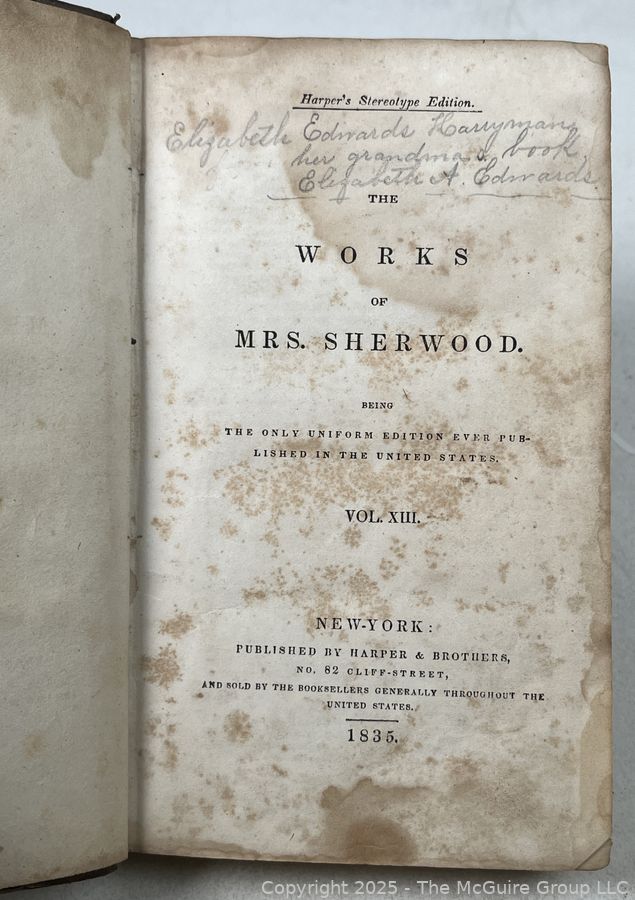 Harper's Stereotype Edition.
Elizabeth Edwards Harryman,
her grandma's book,
Elizabeth A. Edwards.
THE
WORKS
OF
MRS. SHERWOOD.
BEING
THE ONLY UNIFORM EDITION EVER PUB-
LISHED IN THE UNITED STATES.
VOL. XIII.
NEW-YORK:
PUBLISHED BY HARPER & BROTHERS,
NO. 82 CLIFF-STREET,
AND SOLD BY THE BOOKSELLERS GENERALLY THROUGHOUT THE
UNITED STATES.
1835.
Copyright 2025 - The McGuire Group LLC